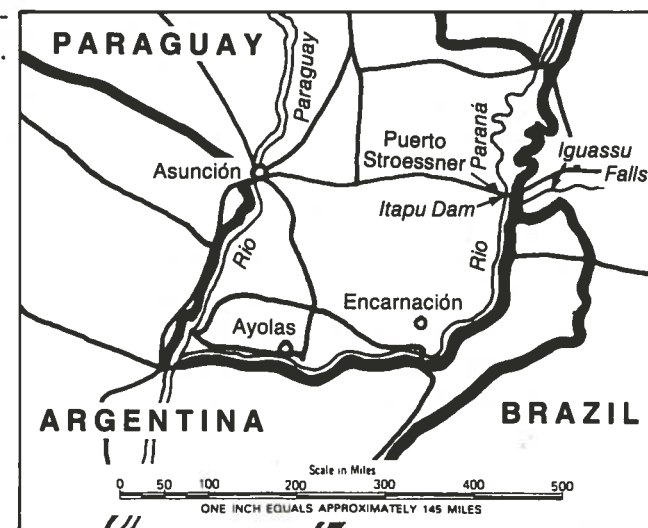 PARAGUAY
Paraguay
Asunción
Puerto
Stroessner
Paraná
Iguassu
Falls
Itapu Dam
Rio
Rio
Encarnación
Ayolas
ARGENTINA
BRAZIL
Scale in Miles
0 50 100 200 300 400 500
ONE INCH EQUALS APPROXIMATELY 145 MILES